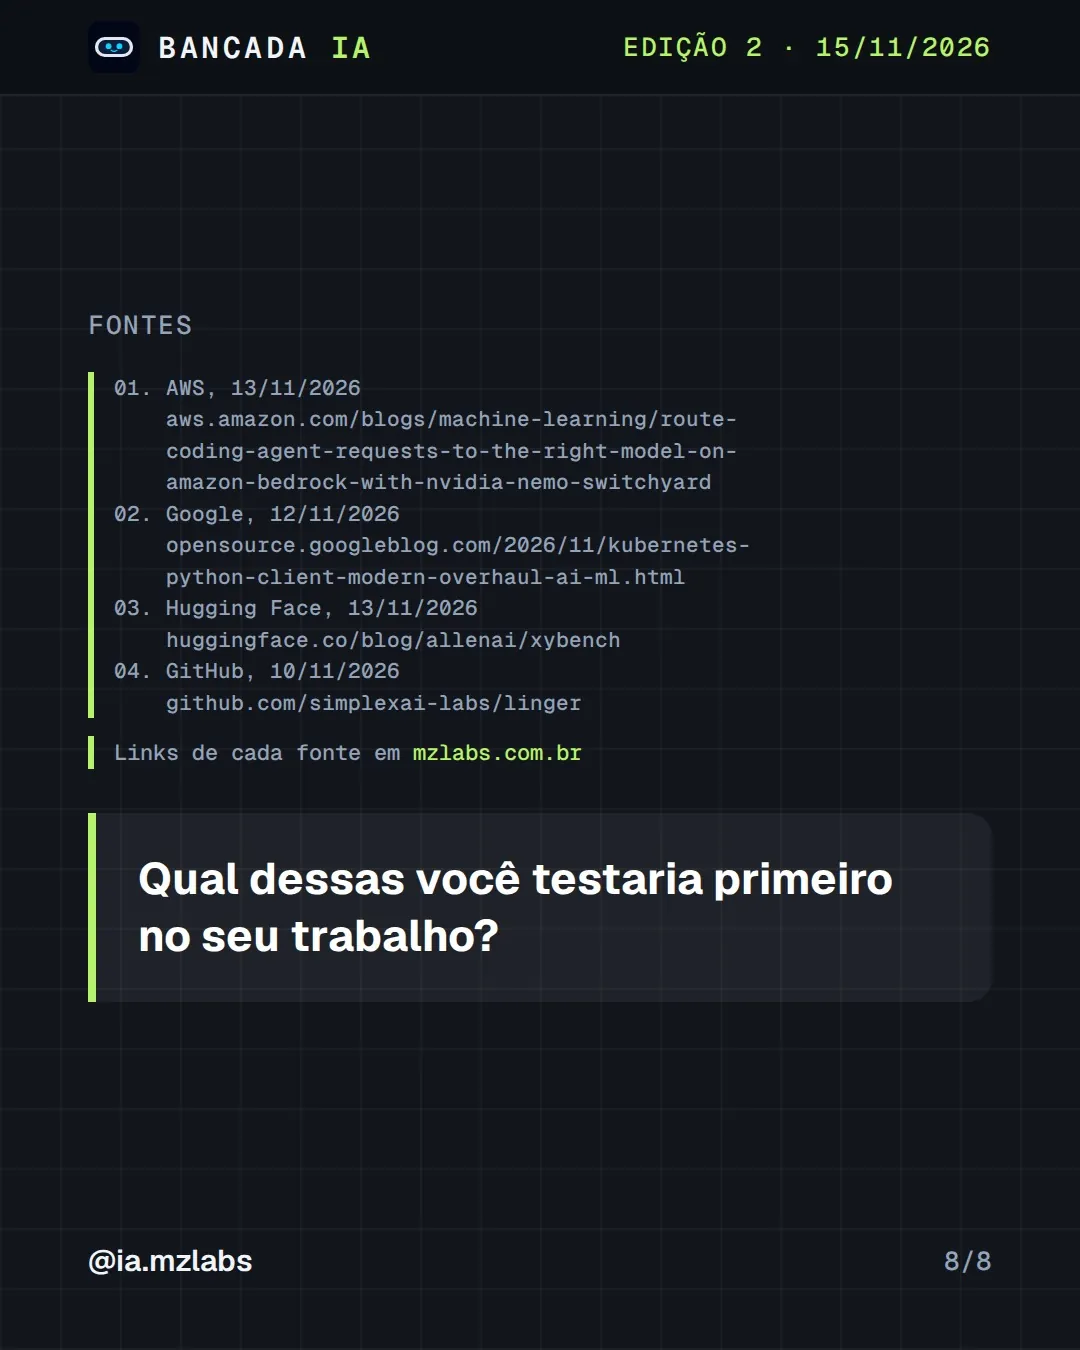 BANCADA IA
EDIÇÃO 2 · 15/11/2026
FONTES
01. AWS, 13/11/2026
aws.amazon.com/blogs/machine-learning/route-
coding-agent-requests-to-the-right-model-on-
amazon-bedrock-with-nvidia-nemo-switchyard
02. Google, 12/11/2026
opensource.googleblog.com/2026/11/kubernetes-
python-client-modern-overhaul-ai-ml.html
03. Hugging Face, 13/11/2026
huggingface.co/blog/allenai/xybench
04. GitHub, 10/11/2026
github.com/simplexai-labs/linger
Links de cada fonte em mzlabs.com.br
Qual dessas você testaria primeiro
no seu trabalho?
@ia.mzlabs
8/8